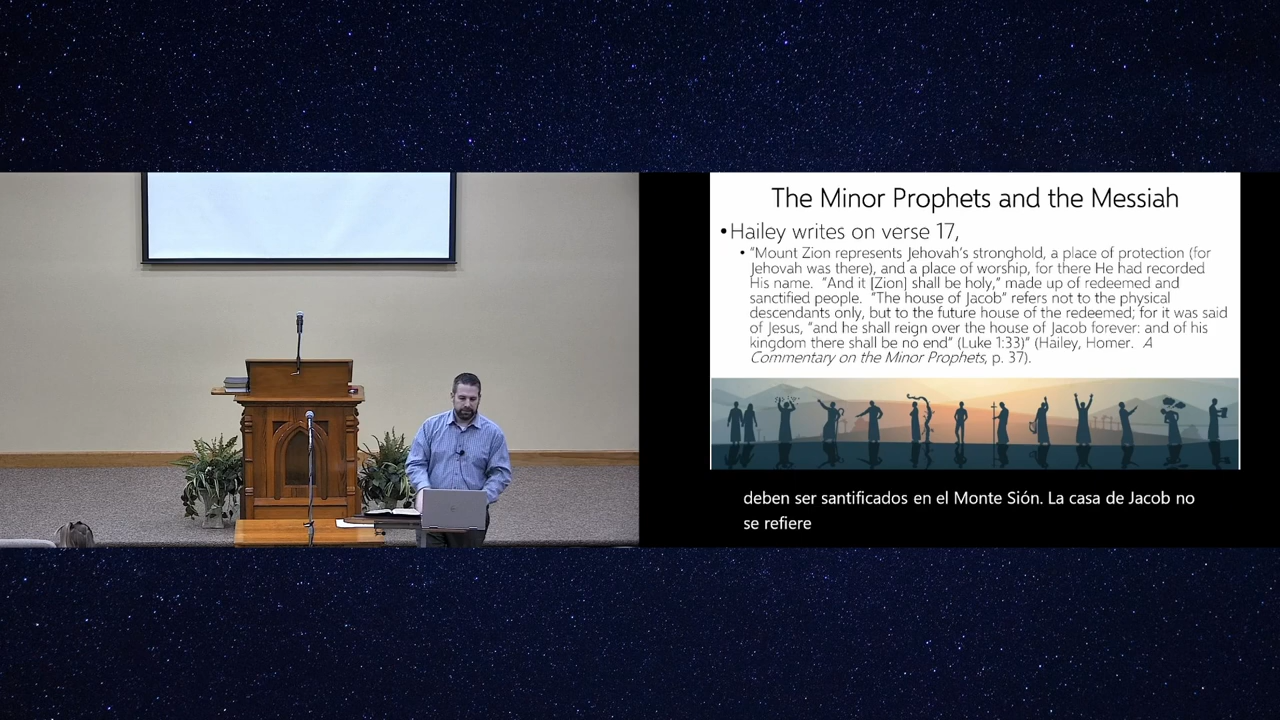 The Minor Prophets and the Messiah
•Hailey writes on verse 17,
• "Mount Zion represents Jehovah's stronghold, a place of protection (for
Jehovah was there), and a place of worship, for there He had recorded
His name. "And it [Zion] shall be holy," made up of redeemed and
sanctified people. "The house of Jacob" refers not to the physical
descendants only, but to the future house of the redeemed; for it was said
of Jesus, "and he shall reign over the house of Jacob forever: and of his
kingdom there shall be no end" (Luke 1:33)" (Hailey, Homer. A
Commentary on the Minor Prophets, p. 37).
deben ser santificados en el Monte Sión. La casa de Jacob no
se refiere